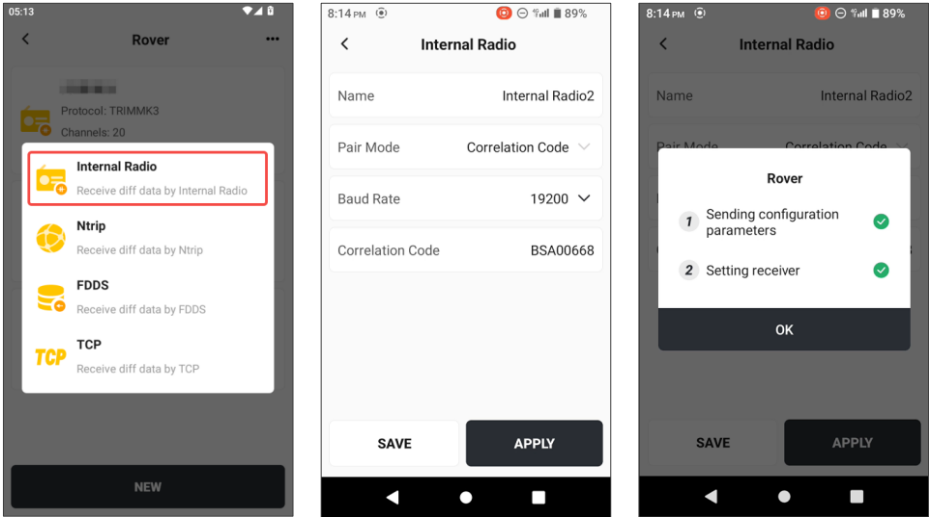 05:13
Rover
Protocol: TRIMMK3
Channels: 20
Internal Radio
Receive diff data by Internal Radio
Ntrip
Receive diff data by Ntrip
FDDS
Receive diff data by FDDS
TCP
TCP
Receive diff data by TCP
NEW
8:14 PM
89%
Internal Radio
Name Internal Radio2
Pair Mode Correlation Code
Baud Rate 19200
Correlation Code BSA00668
SAVE APPLY
8:14 PM
89%
Internal Radio
Name Internal Radio2
Pair Mode Correlation Code
Rover
1 Sending configuration
parameters
2 Setting receiver
OK
SAVE APPLY